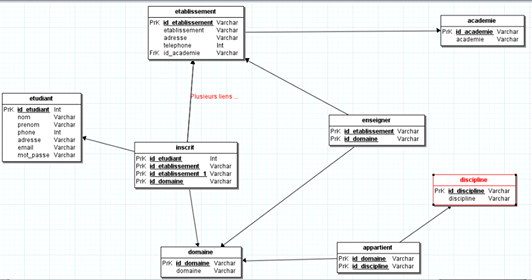 etablissement
PrK id_etablissement Varchar
etablissement Varchar
adresse Varchar
telephone Int
FrK id_academie Varchar
academie
PrK id_academie Varchar
academie Varchar
Plusieurs liens ...
etudiant
PrK id_etudiant Int
nom Varchar
prenom Varchar
phone Int
adresse Varchar
email Varchar
mot_passe Varchar
enseigner
PrK id_etablissement Varchar
PrK id_domaine Varchar
inscrit
PrK id_etudiant Int
PrK id_etablissement Varchar
PrK id_etablissement_1 Varchar
PrK id_domaine Varchar
discipline
PrK id_discipline Varchar
discipline Varchar
domaine
PrK id_domaine Varchar
domaine Varchar
appartient
PrK id_domaine Varchar
PrK id_discipline Varchar